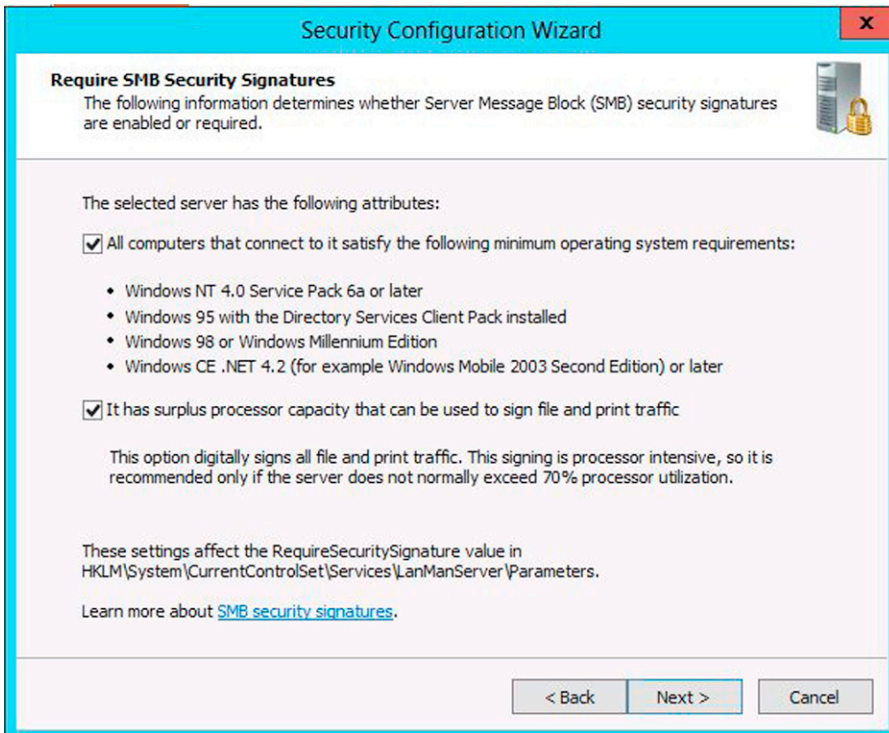 Security Configuration Wizard
x
Require SMB Security Signatures
The following information determines whether Server Message Block (SMB) security signatures
are enabled or required.
The selected server has the following attributes:
All computers that connect to it satisfy the following minimum operating system requirements:
• Windows NT 4.0 Service Pack 6a or later
• Windows 95 with the Directory Services Client Pack installed
• Windows 98 or Windows Millennium Edition
• Windows CE .NET 4.2 (for example Windows Mobile 2003 Second Edition) or later
It has surplus processor capacity that can be used to sign file and print traffic
This option digitally signs all file and print traffic. This signing is processor intensive, so it is
recommended only if the server does not normally exceed 70% processor utilization.
These settings affect the RequireSecuritySignature value in
HKLM\System\CurrentControlSet\Services\LanManServer\Parameters.
Learn more about SMB security signatures.
< Back Next > Cancel